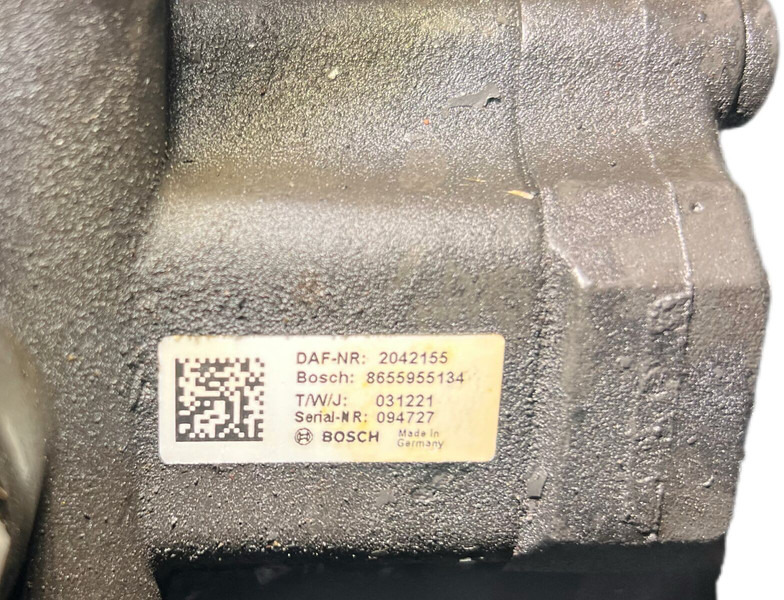 DAF-NR: 2042155
Bosch: 8655955134
T/W/J: 031221
Serial-NR: 094727
BOSCH Made in
Germany